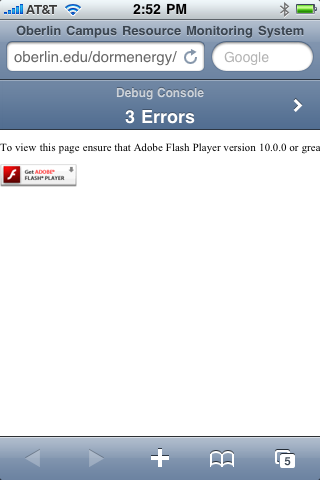 AT&T 2:52 PM
Oberlin Campus Resource Monitoring System
oberlin.edu/dormenergy/ Google
Debug Console
3 Errors
To view this page ensure that Adobe Flash Player version 10.0.0 or grea
Get ADOBE®
FLASH® PLAYER
5